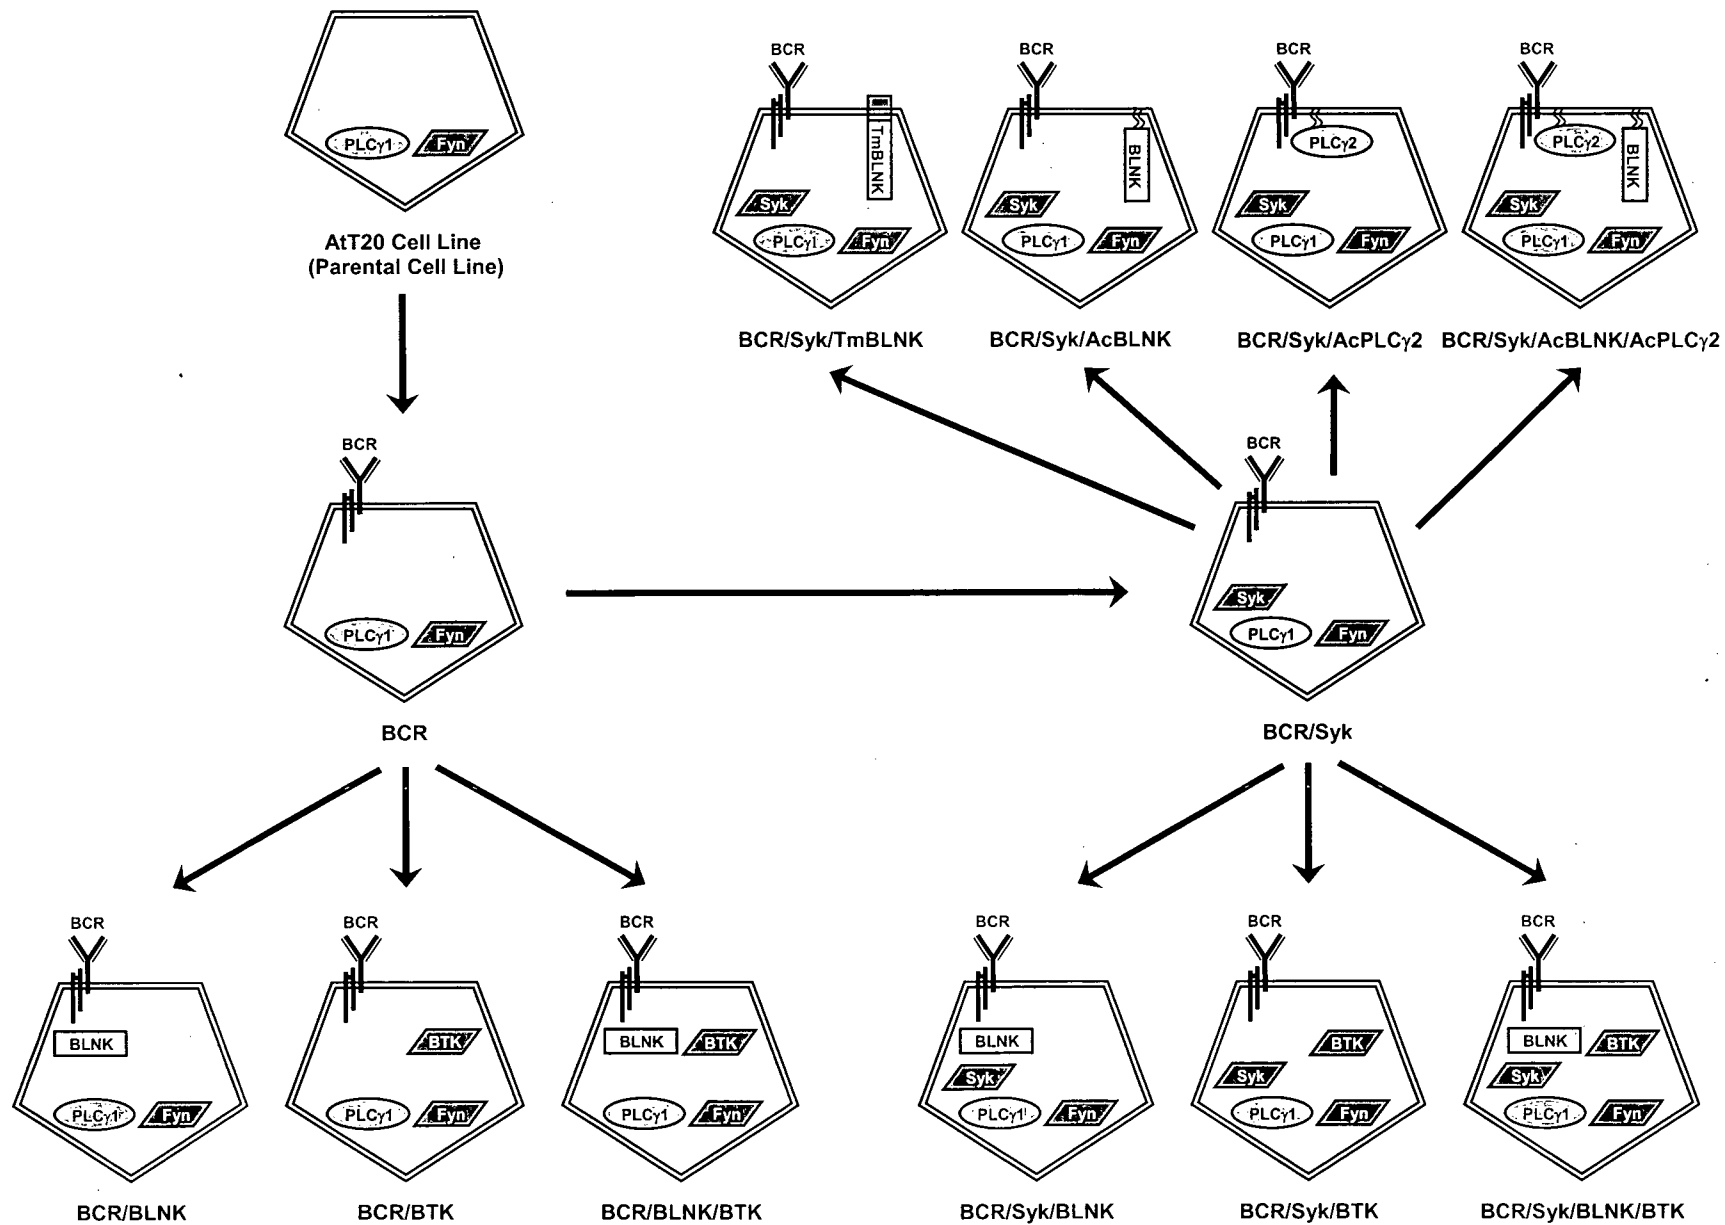 PLCγ1 Fyn
AtT20 Cell Line
(Parental Cell Line)
BCR
TmBLNK
Syk
PLCγ1 Fyn
BCR/Syk/TmBLNK
BCR
BLNK
Syk
PLCγ1 Fyn
BCR/Syk/AcBLNK
BCR
PLCγ2
Syk
PLCγ1 Fyn
BCR/Syk/AcPLCγ2
BCR
PLCγ2
BLNK
Syk
PLCγ1 Fyn
BCR/Syk/AcBLNK/AcPLCγ2
BCR
PLCγ1 Fyn
BCR
BCR
Syk
PLCγ1 Fyn
BCR/Syk
BCR
BLNK
PLCγ1 Fyn
BCR/BLNK
BCR
BTK
PLCγ1 Fyn
BCR/BTK
BCR
BLNK BTK
PLCγ1 Fyn
BCR/BLNK/BTK
BCR
BLNK
Syk
PLCγ1 Fyn
BCR/Syk/BLNK
BCR
BTK
Syk
PLCγ1 Fyn
BCR/Syk/BTK
BCR
BLNK BTK
Syk
PLCγ1 Fyn
BCR/Syk/BLNK/BTK